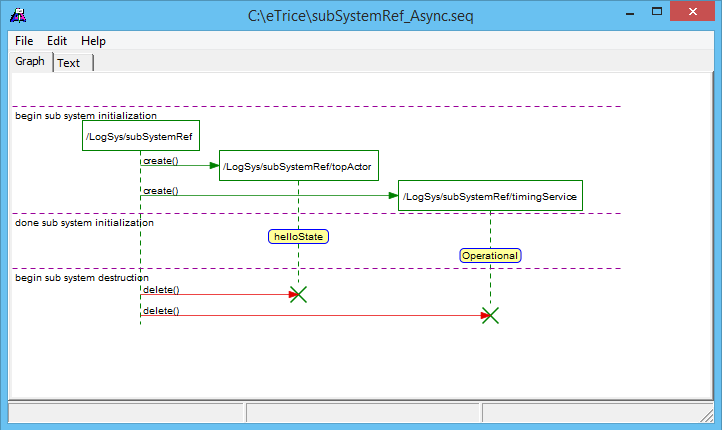 C:\eTrice\subSystemRef_Async.seq
File Edit Help
Graph Text
begin sub system initialization
/LogSys/subSystemRef
create()
/LogSys/subSystemRef/topActor
create()
/LogSys/subSystemRef/timingService
done sub system initialization
helloState
Operational
begin sub system destruction
delete()
delete()